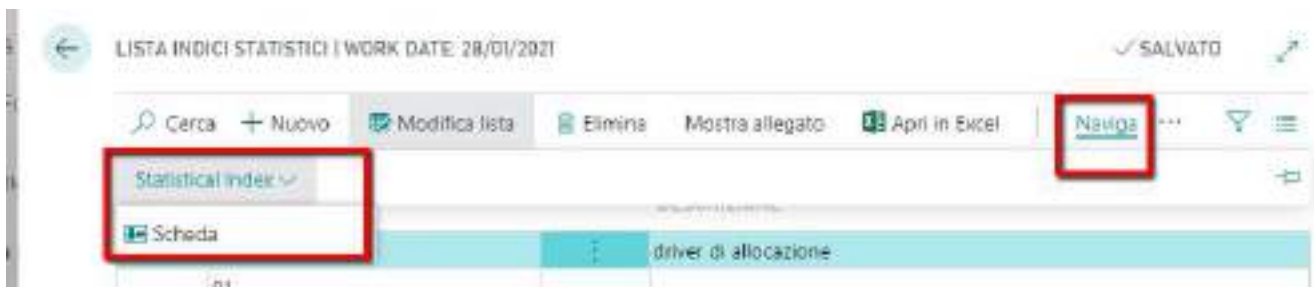 LISTA INDICI STATISTICI | WORK DATE: 28/01/2021 SALVATO
Cerca Nuovo Modifica lista Elimina Mostra allegato Apri in Excel Naviga ...
Statistical Index
Scheda
driver di allocazione